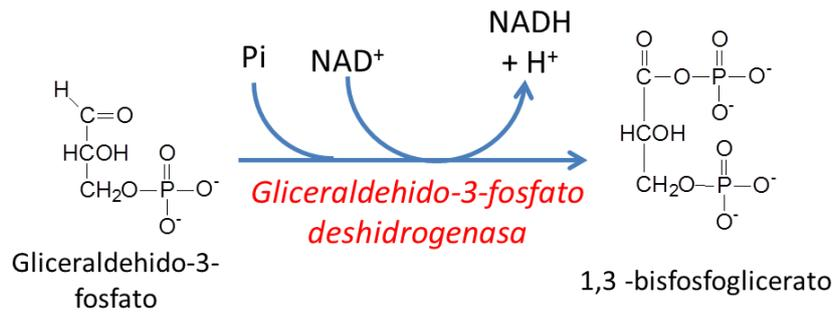 Pi
NAD⁺
NADH
+ H⁺
H
C=O
HCOH
CH₂O–P–O⁻
O
O⁻
Gliceraldehido-3-
fosfato
Gliceraldehido-3-fosfato
deshidrogenasa
O
O
C–O–P–O⁻
O⁻
HCOH
O
CH₂O–P–O⁻
O⁻
1,3 -bisfosfoglicerato